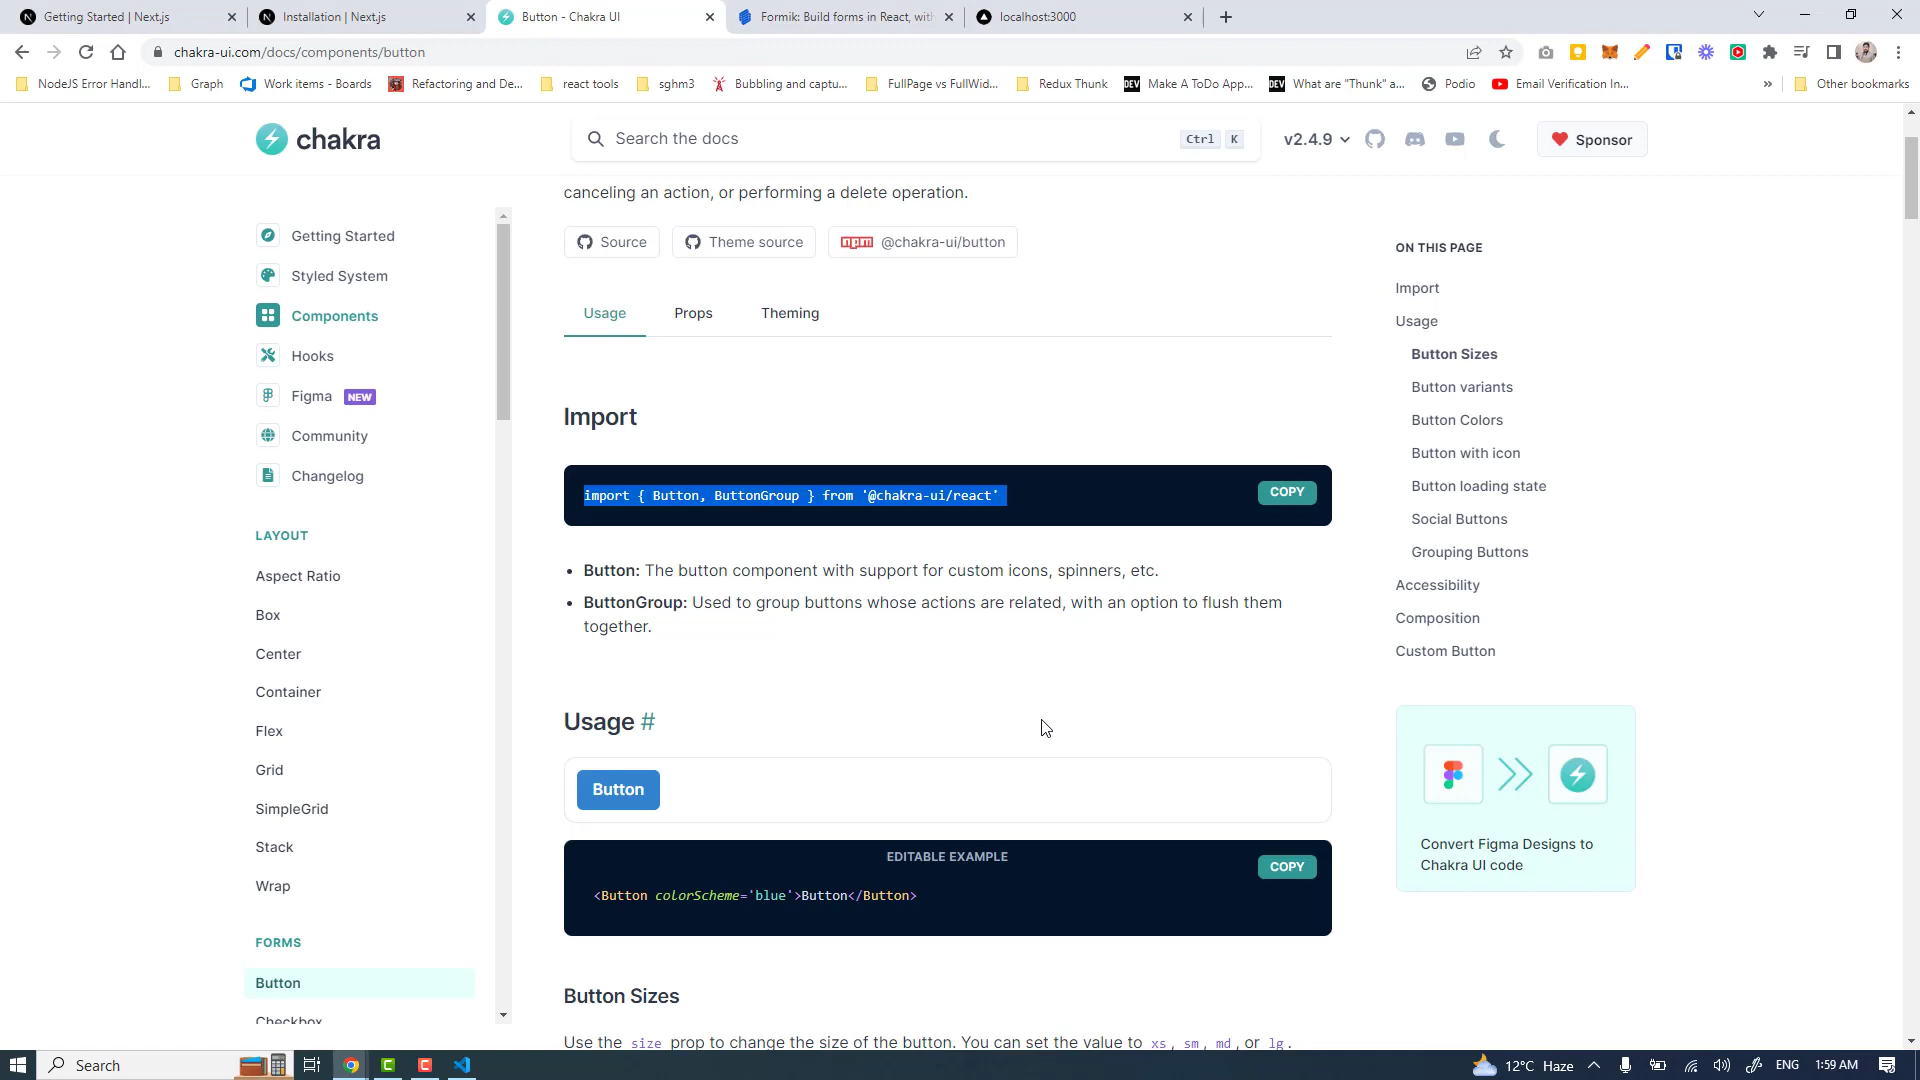 Getting Started | Next.js
Installation | Next.js
Button - Chakra UI
Formik: Build forms in React, with
localhost:3000
chakra-ui.com/docs/components/button
NodeJS Error Handl...
Graph
Work items - Boards
Refactoring and De...
react tools
sghm3
Bubbling and captu...
FullPage vs FullWid...
Redux Thunk
DEV
Make A ToDo App...
DEV
What are "Thunk" a...
Podio
Email Verification In...
»
Other bookmarks
chakra
Search the docs
Ctrl K
v2.4.9
Sponsor
canceling an action, or performing a delete operation.
Source
Theme source
npm @chakra-ui/button
Usage
Props
Theming
Getting Started
Styled System
Components
Hooks
Figma NEW
Community
Changelog
LAYOUT
Aspect Ratio
Box
Center
Container
Flex
Grid
SimpleGrid
Stack
Wrap
FORMS
Button
Checkbox
Import
import { Button, ButtonGroup } from '@chakra-ui/react'
COPY
• Button: The button component with support for custom icons, spinners, etc.
• ButtonGroup: Used to group buttons whose actions are related, with an option to flush them
together.
Usage #
Button
EDITABLE EXAMPLE
COPY
<Button colorScheme='blue'>Button</Button>
Button Sizes
Use the size prop to change the size of the button. You can set the value to xs, sm, md, or lg.
ON THIS PAGE
Import
Usage
Button Sizes
Button variants
Button Colors
Button with icon
Button loading state
Social Buttons
Grouping Buttons
Accessibility
Composition
Custom Button
Convert Figma Designs to
Chakra UI code
Search
12°C Haze
ENG
1:59 AM